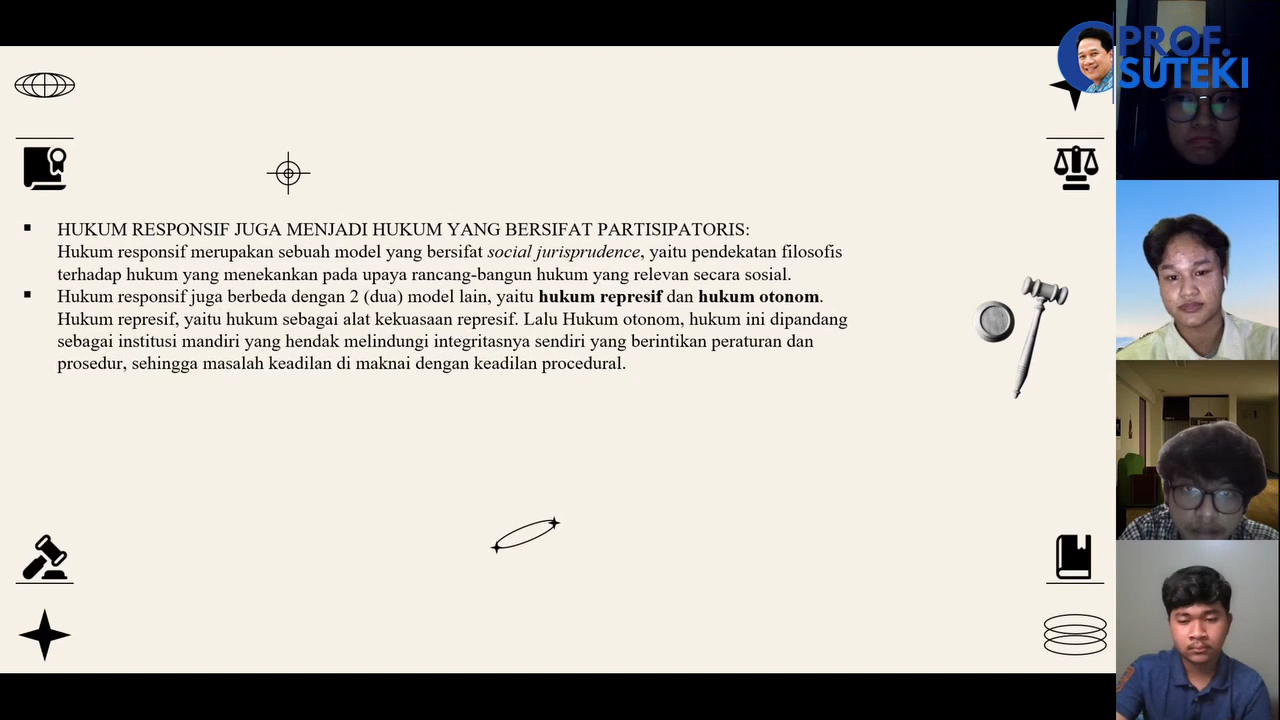 PROF.
SUTEKI
HUKUM RESPONSIF JUGA MENJADI HUKUM YANG BERSIFAT PARTISIPATORIS:
Hukum responsif merupakan sebuah model yang bersifat social jurisprudence, yaitu pendekatan filosofis
terhadap hukum yang menekankan pada upaya rancang-bangun hukum yang relevan secara sosial.
Hukum responsif juga berbeda dengan 2 (dua) model lain, yaitu hukum represif dan hukum otonom.
Hukum represif, yaitu hukum sebagai alat kekuasaan represif. Lalu Hukum otonom, hukum ini dipandang
sebagai institusi mandiri yang hendak melindungi integritasnya sendiri yang berintikan peraturan dan
prosedur, sehingga masalah keadilan di maknai dengan keadilan procedural.